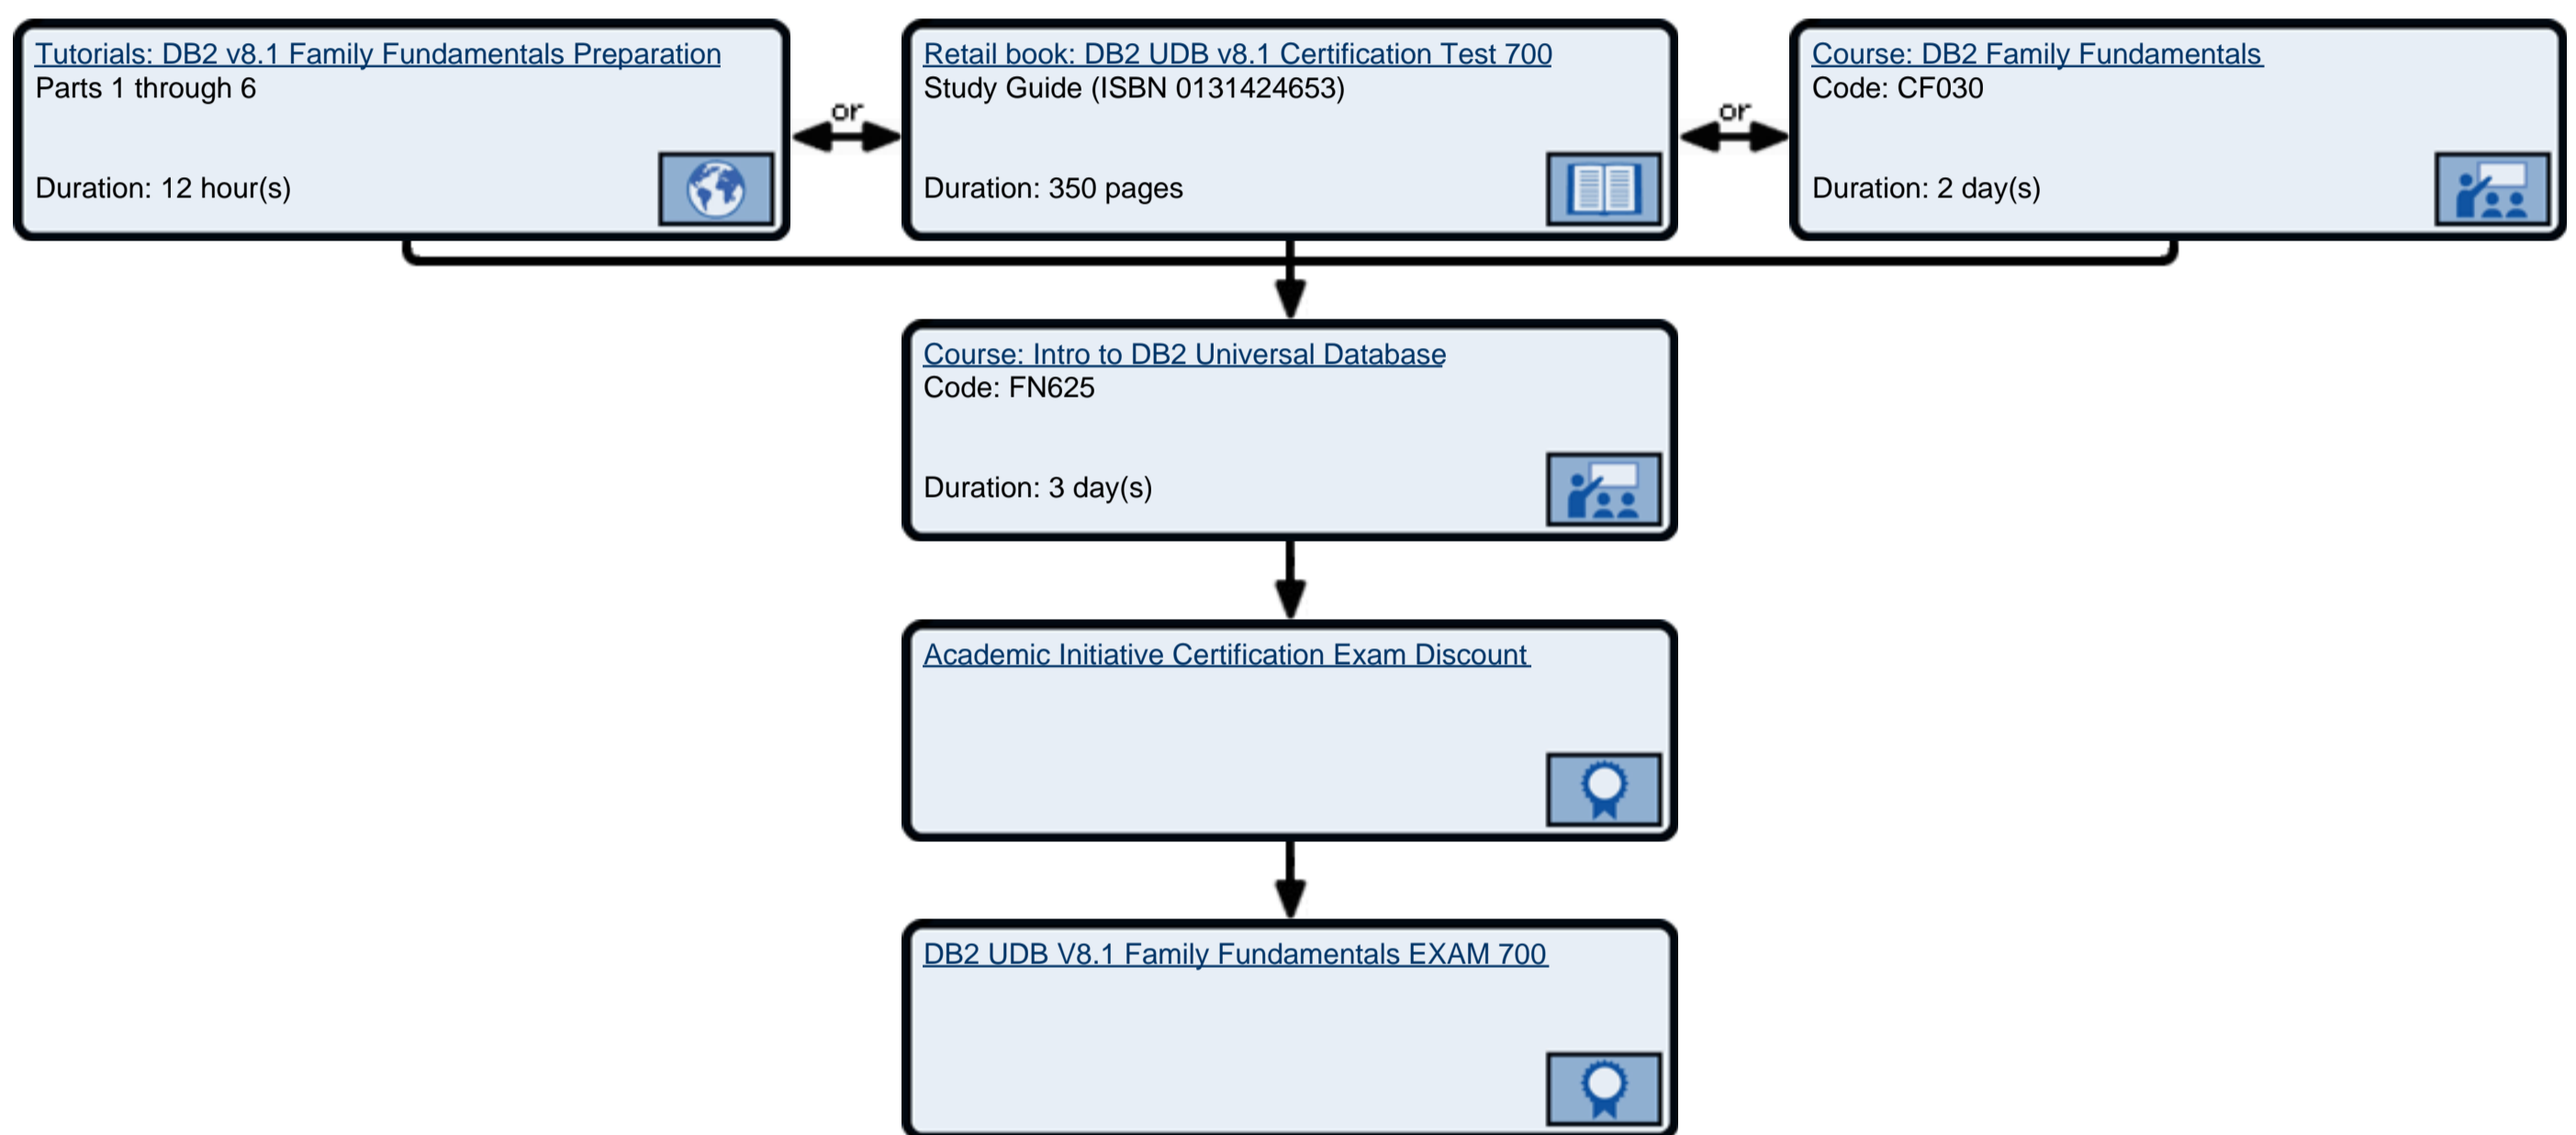 Tutorials: DB2 v8.1 Family Fundamentals Preparation
Parts 1 through 6
Duration: 12 hour(s)
or
Retail book: DB2 UDB v8.1 Certification Test 700
Study Guide (ISBN 0131424653)
Duration: 350 pages
or
Course: DB2 Family Fundamentals
Code: CF030
Duration: 2 day(s)
Course: Intro to DB2 Universal Database
Code: FN625
Duration: 3 day(s)
Academic Initiative Certification Exam Discount
DB2 UDB V8.1 Family Fundamentals EXAM 700